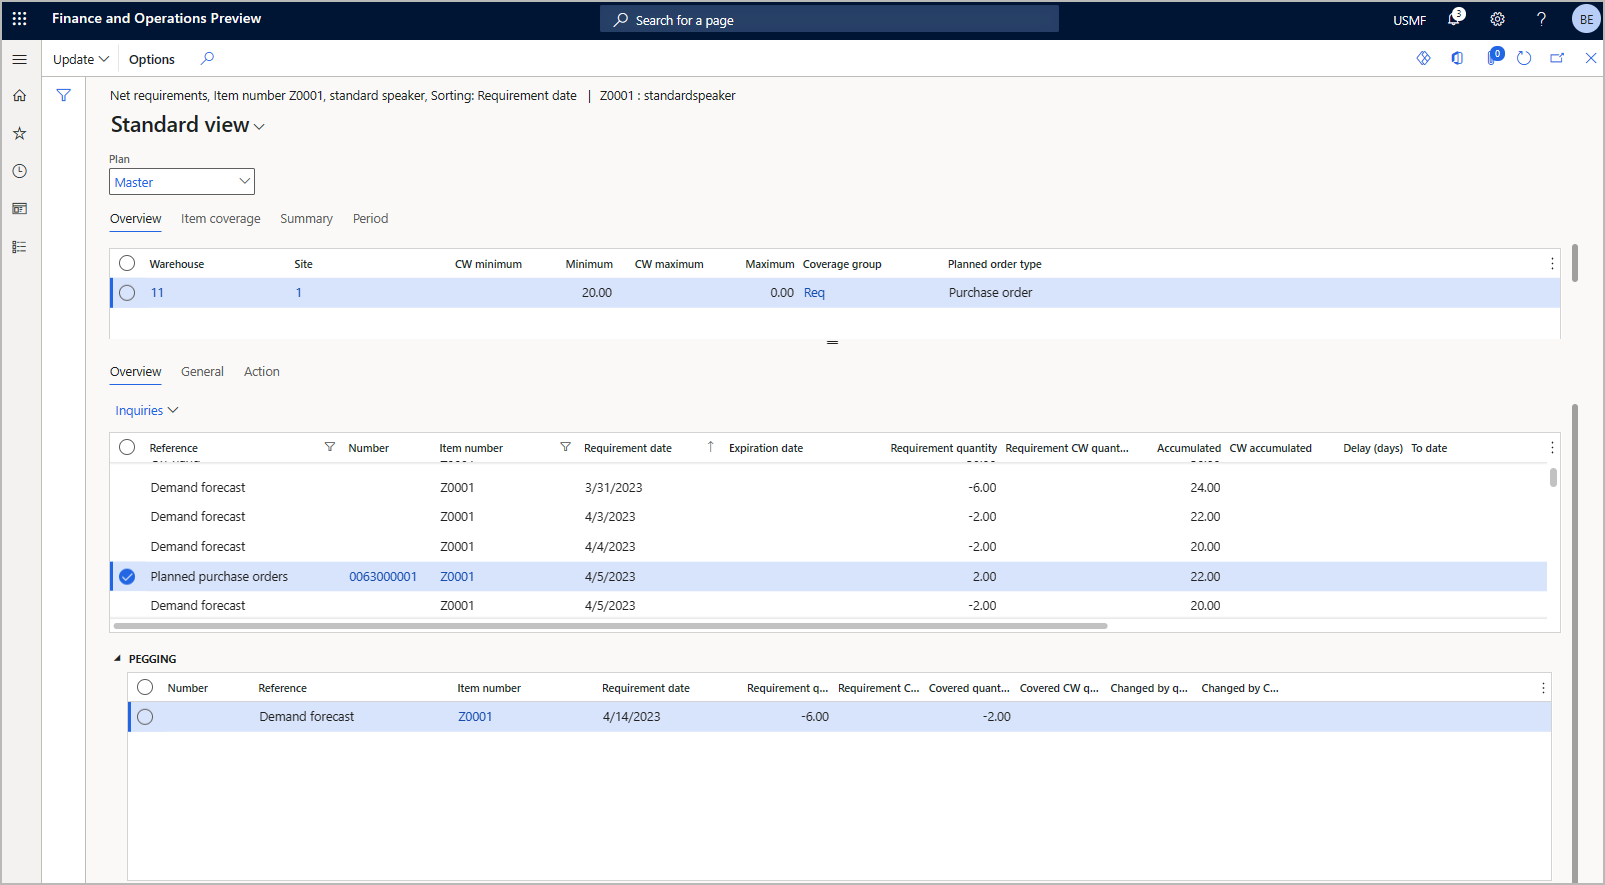 Finance and Operations Preview
Search for a page
USMF
3
?
BE
Update
Options
0
Net requirements, Item number Z0001, standard speaker, Sorting: Requirement date | Z0001 : standardspeaker
Standard view
Plan
Master
Overview Item coverage Summary Period
Warehouse Site CW minimum Minimum CW maximum Maximum Coverage group Planned order type
11 1 20.00 0.00 Req Purchase order
Overview General Action
Inquiries
Reference Number Item number Requirement date Expiration date Requirement quantity Requirement CW quant... Accumulated CW accumulated Delay (days) To date
Demand forecast Z0001 3/31/2023 -6.00 24.00
Demand forecast Z0001 4/3/2023 -2.00 22.00
Demand forecast Z0001 4/4/2023 -2.00 20.00
Planned purchase orders 0063000001 Z0001 4/5/2023 2.00 22.00
Demand forecast Z0001 4/5/2023 -2.00 20.00
PEGGING
Number Reference Item number Requirement date Requirement q... Requirement C... Covered quant... Covered CW q... Changed by q... Changed by C...
Demand forecast Z0001 4/14/2023 -6.00 -2.00